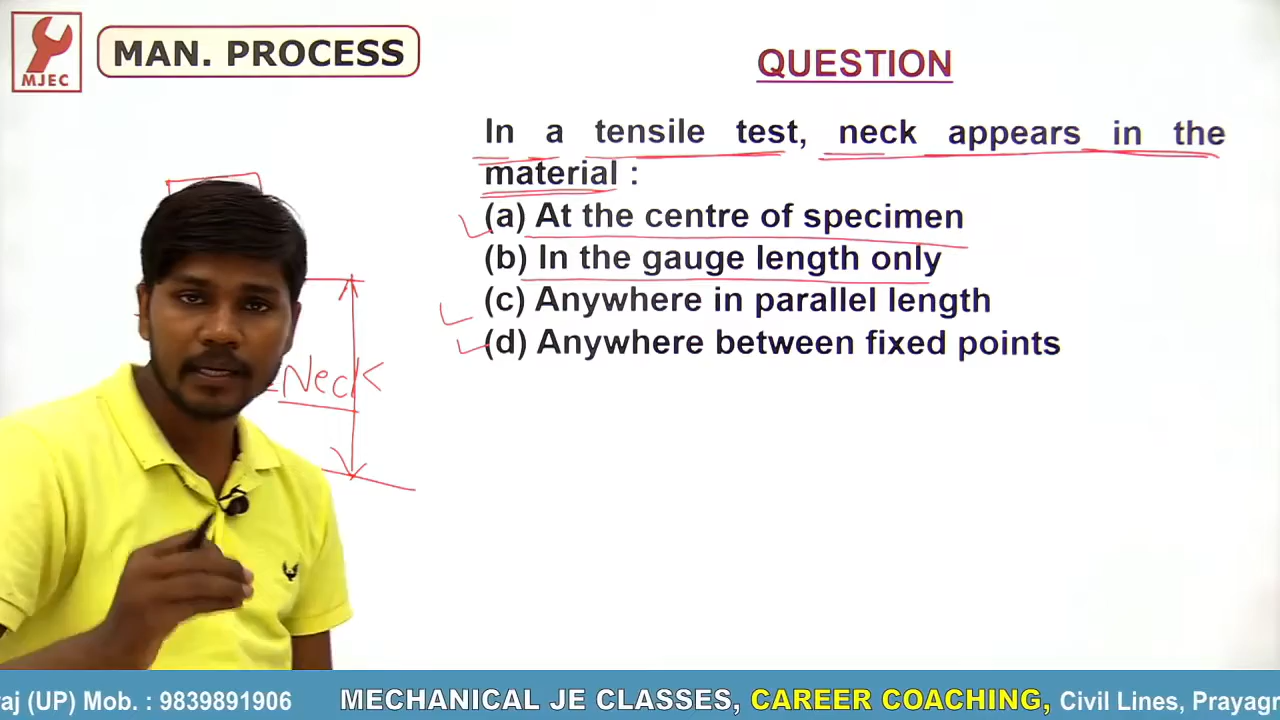 MJEC
MAN. PROCESS
QUESTION
In a tensile test, neck appears in the
material :
(a) At the centre of specimen
(b) In the gauge length only
(c) Anywhere in parallel length
(d) Anywhere between fixed points
Neck
raj (UP) Mob. : 9839891906 MECHANICAL JE CLASSES, CAREER COACHING, Civil Lines, Prayagr